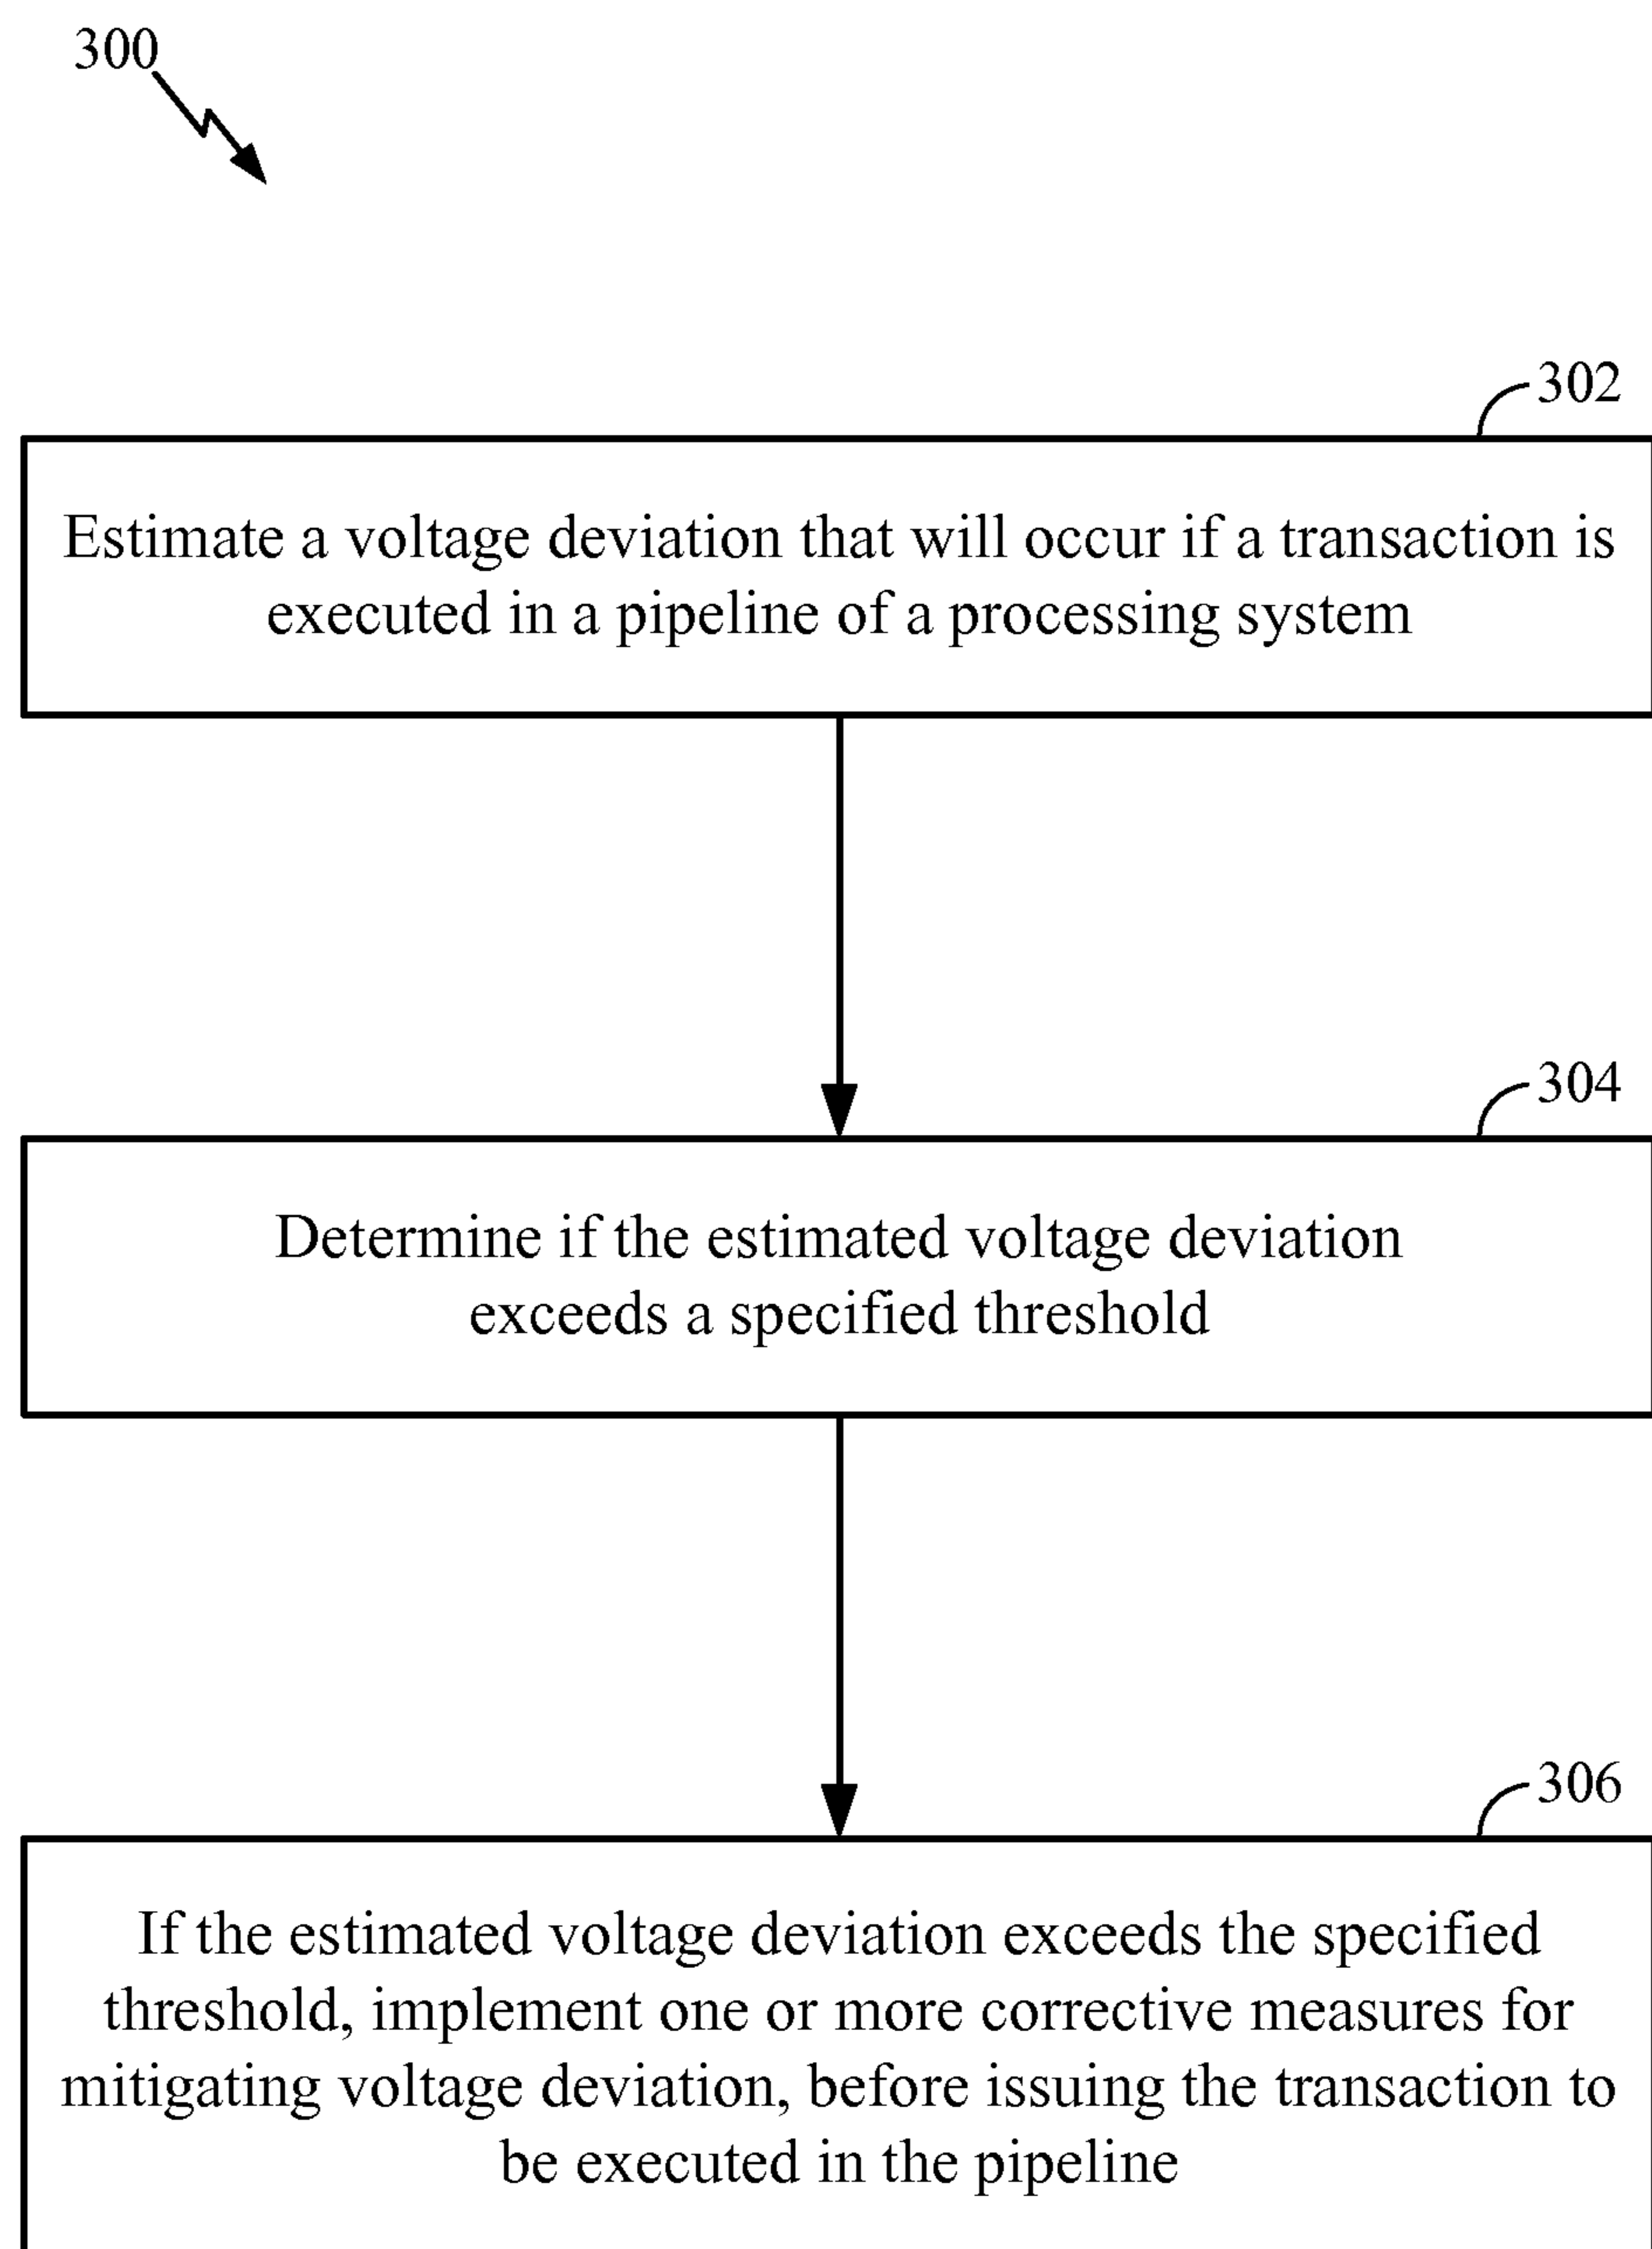 300
302
Estimate a voltage deviation that will occur if a transaction is
executed in a pipeline of a processing system
304
Determine if the estimated voltage deviation
exceeds a specified threshold
306
If the estimated voltage deviation exceeds the specified
threshold, implement one or more corrective measures for
mitigating voltage deviation, before issuing the transaction to
be executed in the pipeline